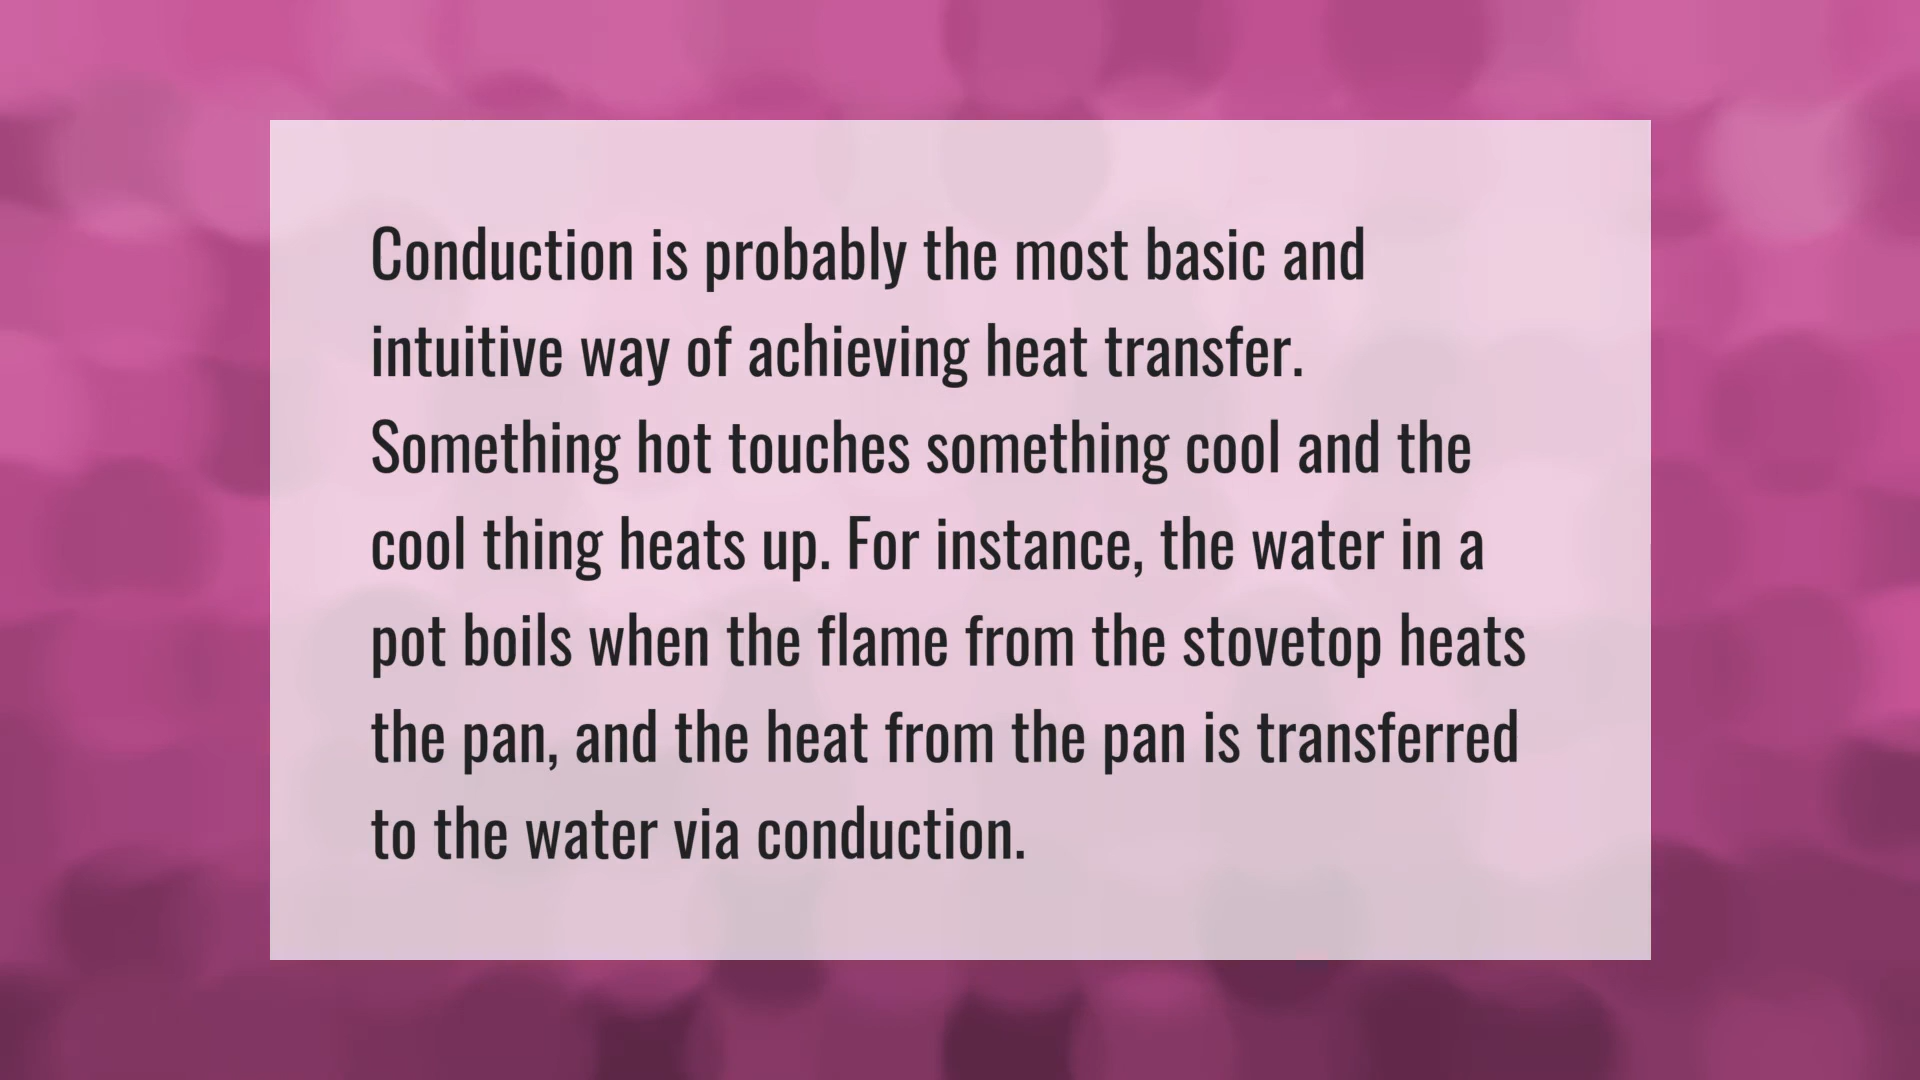 Conduction is probably the most basic and
intuitive way of achieving heat transfer.
Something hot touches something cool and the
cool thing heats up. For instance, the water in a
pot boils when the flame from the stovetop heats
the pan, and the heat from the pan is transferred
to the water via conduction.